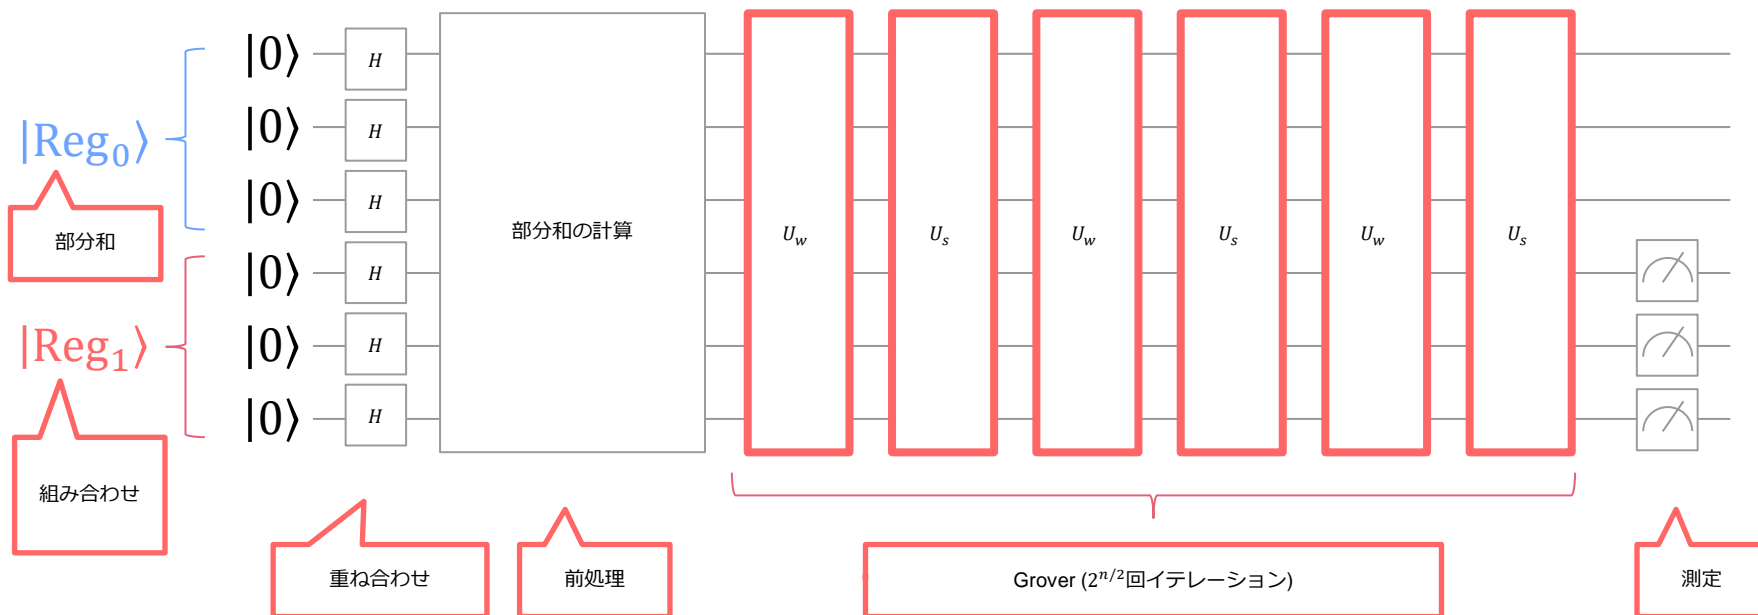 |Reg₀⟩
部分和
|Reg₁⟩
組み合わせ
|0⟩ H
|0⟩ H
|0⟩ H
|0⟩ H
|0⟩ H
|0⟩ H
部分和の計算
U_w U_s U_w U_s U_w U_s
重ね合わせ
前処理
Grover (2^{n/2}回イテレーション)
測定